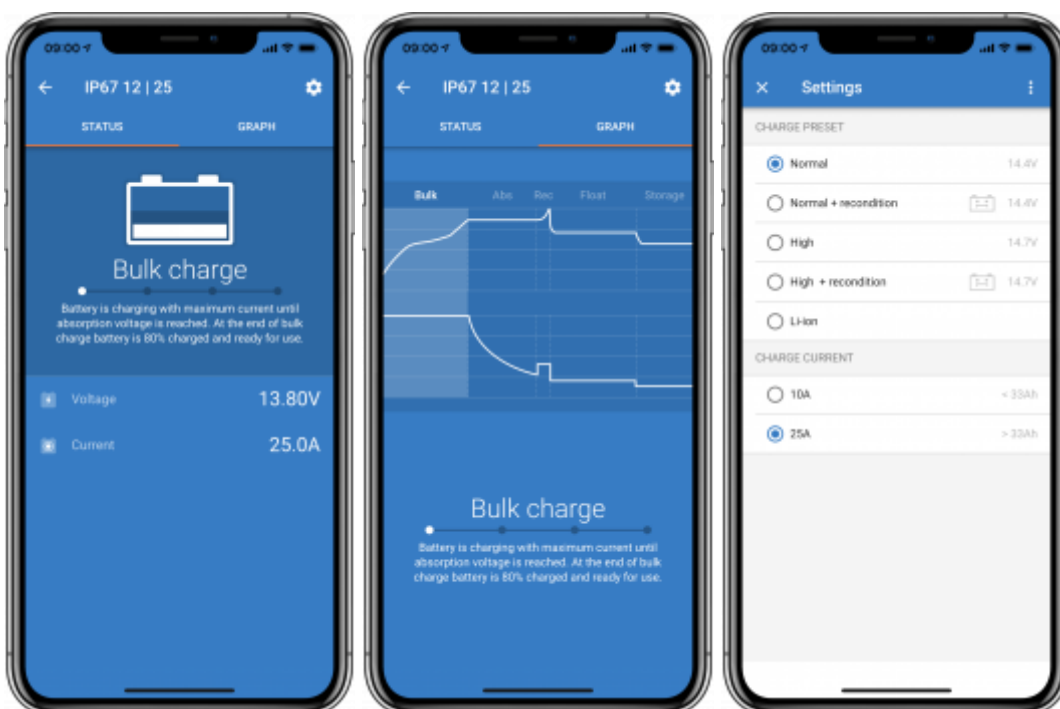 09:00
IP67 12 | 25
STATUS GRAPH
Bulk charge
Battery is charging with maximum current until
absorption voltage is reached. At the end of bulk
charge battery is 80% charged and ready for use.
Voltage 13.80V
Current 25.0A
09:00
IP67 12 | 25
STATUS GRAPH
Bulk Abs Rec Float Storage
Bulk charge
Battery is charging with maximum current until
absorption voltage is reached. At the end of bulk
charge battery is 80% charged and ready for use.
09:00
Settings
CHARGE PRESET
Normal 14.4V
Normal + recondition 14.4V
High 14.7V
High + recondition 14.7V
Li-ion
CHARGE CURRENT
10A < 33Ah
25A > 33Ah